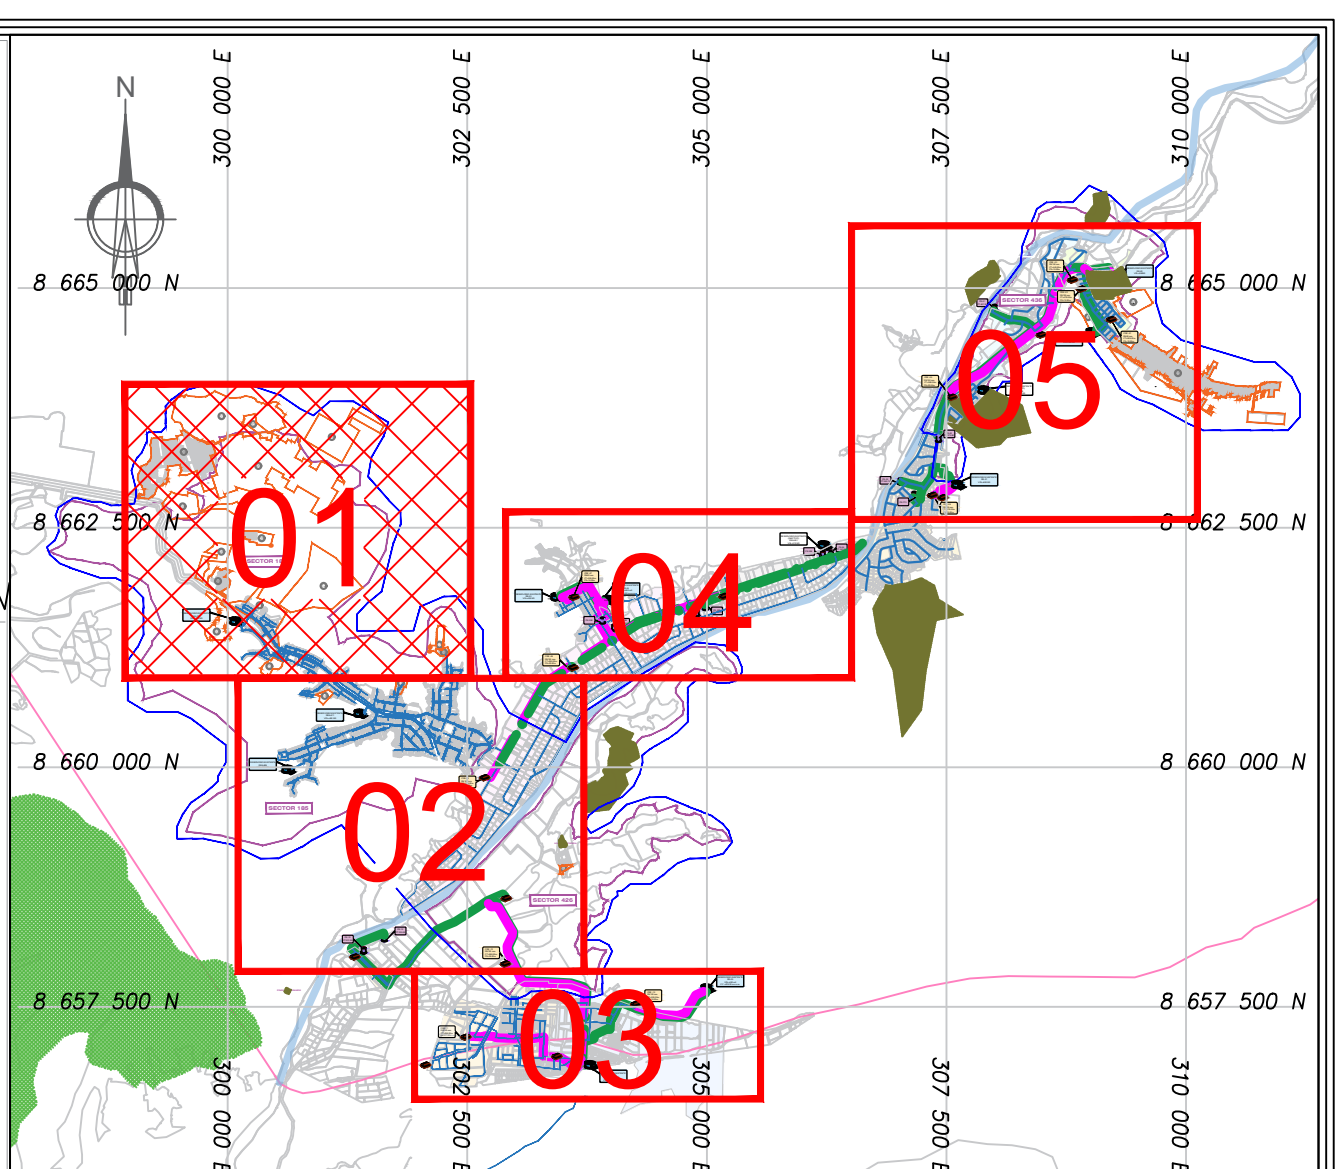 300 000 E
302 500 E
305 000 E
307 500 E
310 000 E
N
8 665 000 N
8 665 000 N
SECTOR 436
05
01
8 662 500 N
8 662 500 N
04
N
8 660 000 N
8 660 000 N
SECTOR 195
02
SECTOR 426
8 657 500 N
8 657 500 N
03
300 000 E
302 500 E
305 000 E
307 500 E
310 000 E